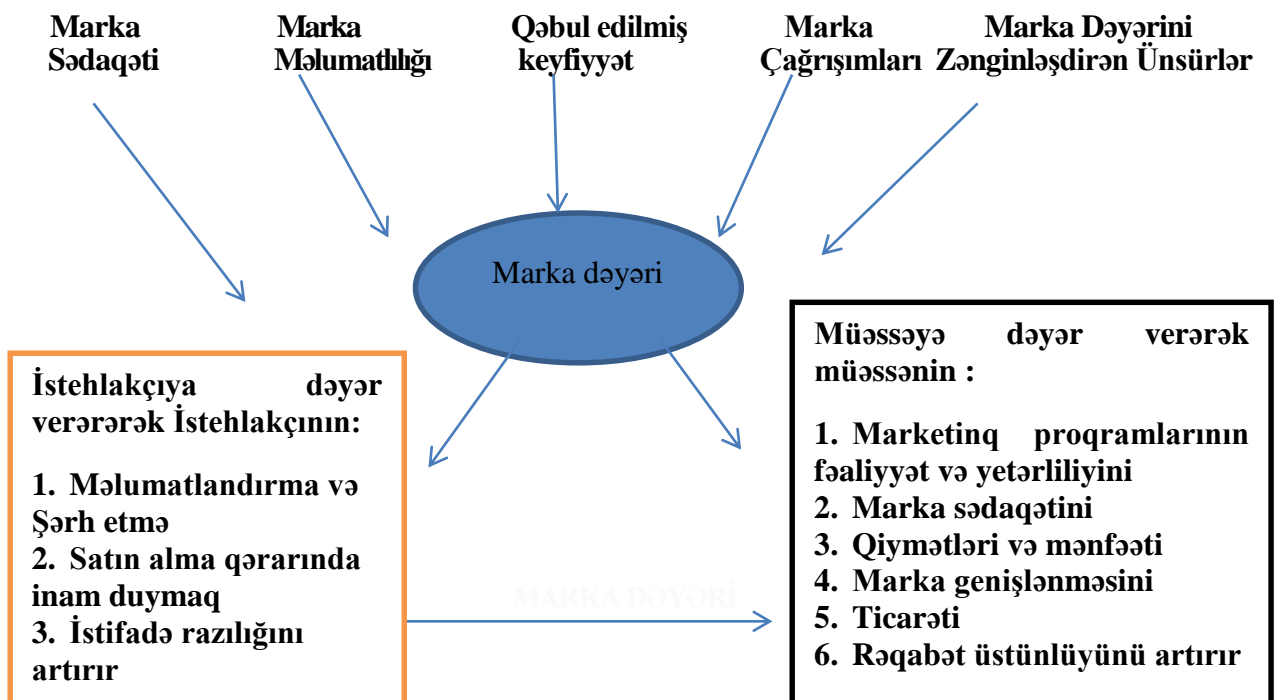 Marka
Sədaqəti
Marka
Məlumatlılığı
Qəbul edilmiş
keyfiyyət
Marka
Çağrışımları
Marka Dəyərini
Zənginləşdirən Ünsürlər
Marka dəyəri
İstehlakçıya dəyər
verərərək İstehlakçının:
1. Məlumatlandırma və
Şərh etmə
2. Satın alma qərarında
inam duymaq
3. İstifadə razılığını
artırır
MARKA DƏYƏRİ
Müəssəyə dəyər verərək
müəssənin :
1. Marketinq proqramlarının
fəaliyyət və yetərliliyini
2. Marka sədaqətini
3. Qiymətləri və mənfəəti
4. Marka genişlənməsini
5. Ticarəti
6. Rəqabət üstünlüyünü artırır